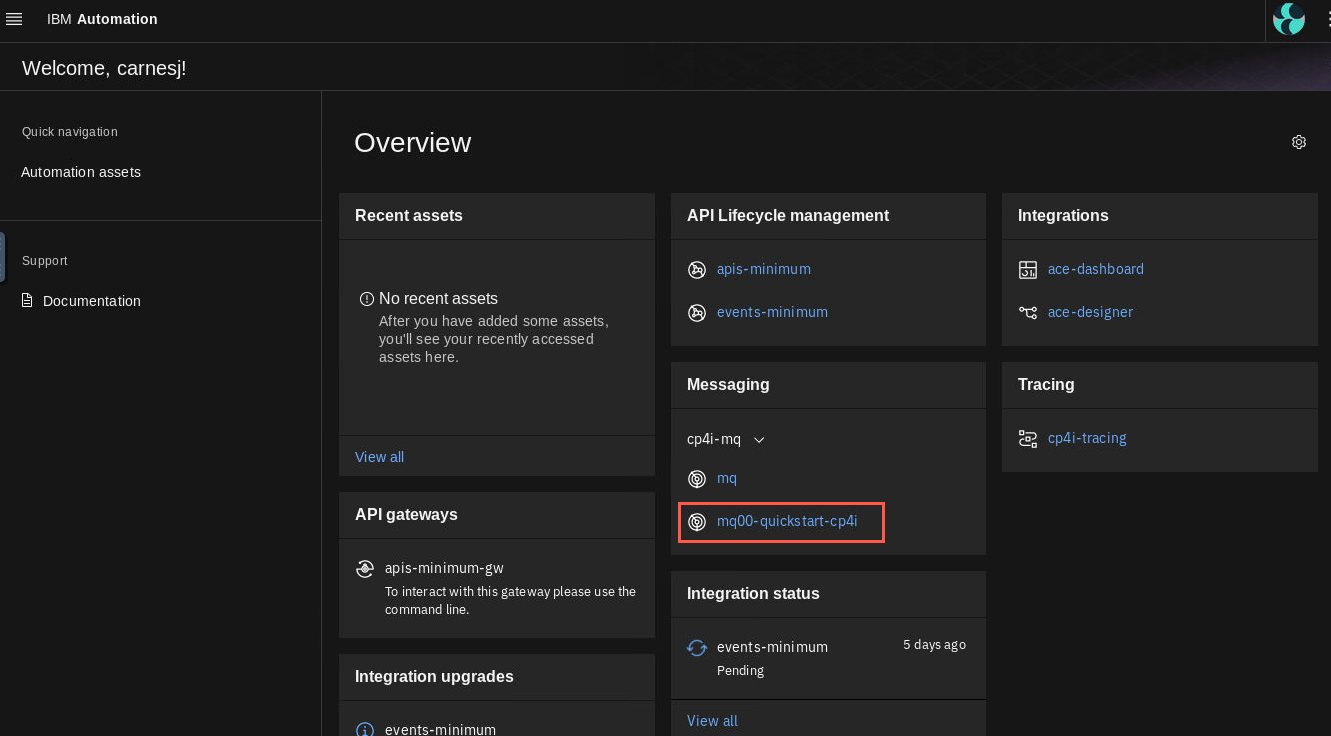 IBM Automation
Welcome, carnesj!
Quick navigation
Automation assets
Support
Documentation
Overview
Recent assets
No recent assets
After you have added some assets,
you'll see your recently accessed
assets here.
View all
API gateways
apis-minimum-gw
To interact with this gateway please use the
command line.
Integration upgrades
events-minimum
API Lifecycle management
apis-minimum
events-minimum
Messaging
cp4i-mq
mq
mq00-quickstart-cp4i
Integration status
events-minimum 5 days ago
Pending
View all
Integrations
ace-dashboard
ace-designer
Tracing
cp4i-tracing